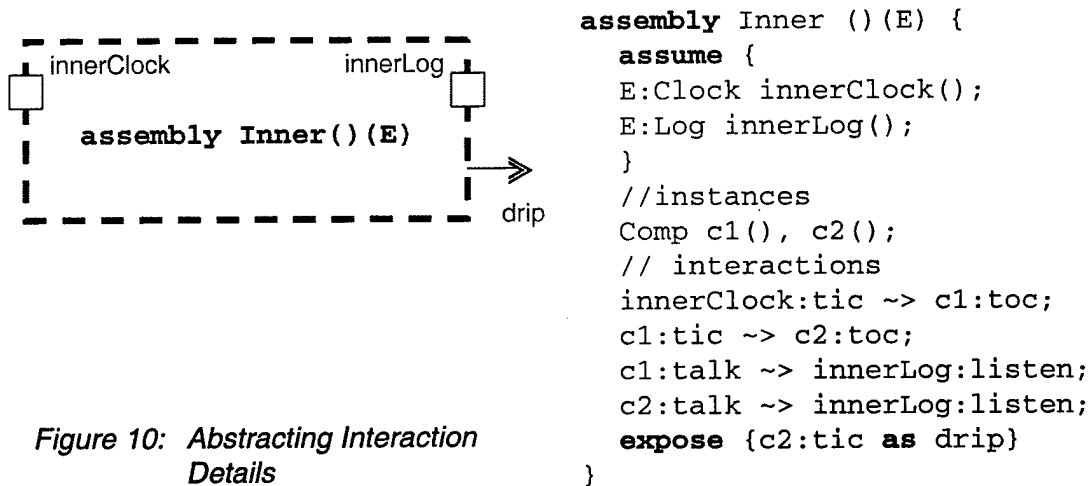 innerClock
innerLog
assembly Inner()(E)
drip
Figure 10: Abstracting Interaction
Details
assembly Inner ()(E) {
assume {
E:Clock innerClock();
E:Log innerLog();
}
//instances
Comp c1(), c2();
// interactions
innerClock:tic ~> c1:toc;
c1:tic ~> c2:toc;
c1:talk ~> innerLog:listen;
c2:talk ~> innerLog:listen;
expose {c2:tic as drip}
}